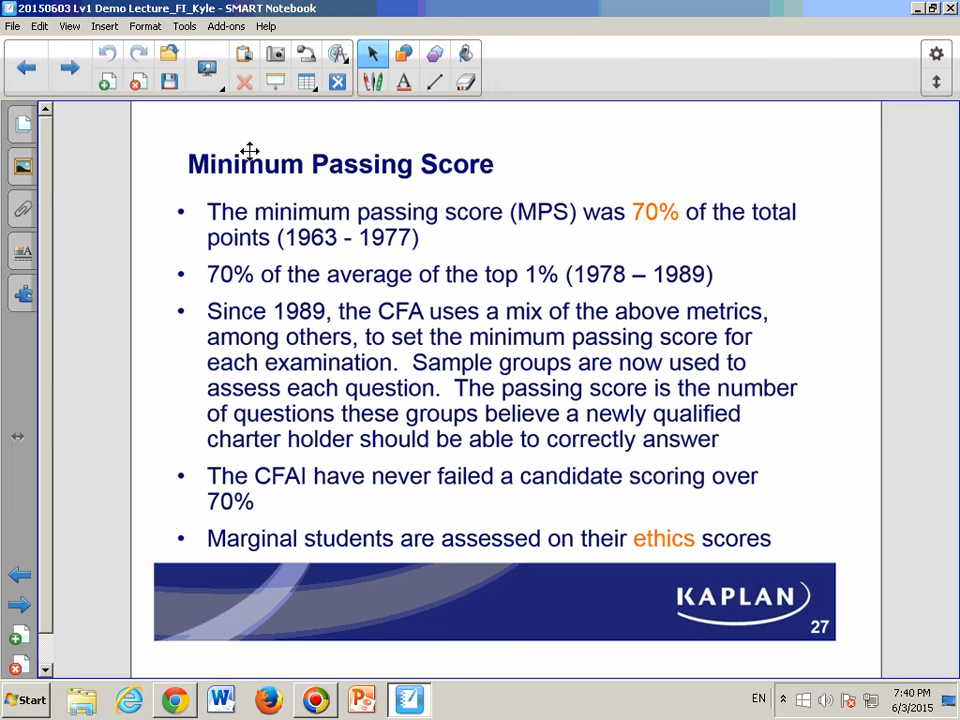 20150603 Lv1 Demo Lecture_FI_Kyle - SMART Notebook
File Edit View Insert Format Tools Add-ons Help
Minimum Passing Score
• The minimum passing score (MPS) was 70% of the total
points (1963 - 1977)
• 70% of the average of the top 1% (1978 – 1989)
• Since 1989, the CFA uses a mix of the above metrics,
among others, to set the minimum passing score for
each examination. Sample groups are now used to
assess each question. The passing score is the number
of questions these groups believe a newly qualified
charter holder should be able to correctly answer
• The CFAI have never failed a candidate scoring over
70%
• Marginal students are assessed on their ethics scores
KAPLAN
27
Start
EN
7:40 PM
6/3/2015